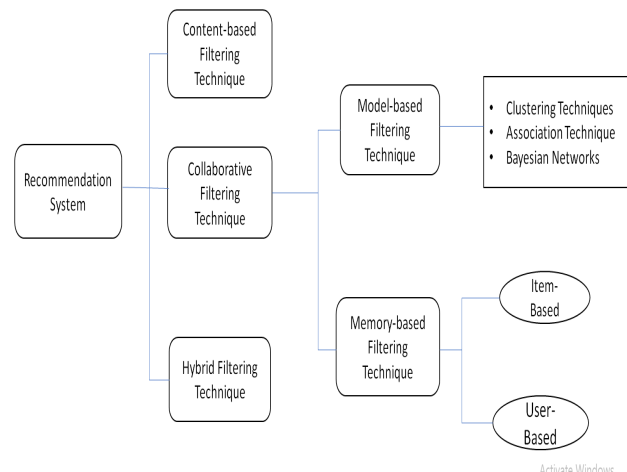 Content-based
Filtering
Technique
Model-based
Filtering
Technique
• Clustering Techniques
• Association Technique
• Bayesian Networks
Recommendation
System
Collaborative
Filtering
Technique
Item-
Based
Memory-based
Filtering
Technique
Hybrid Filtering
Technique
User-
Based
Activate Windows